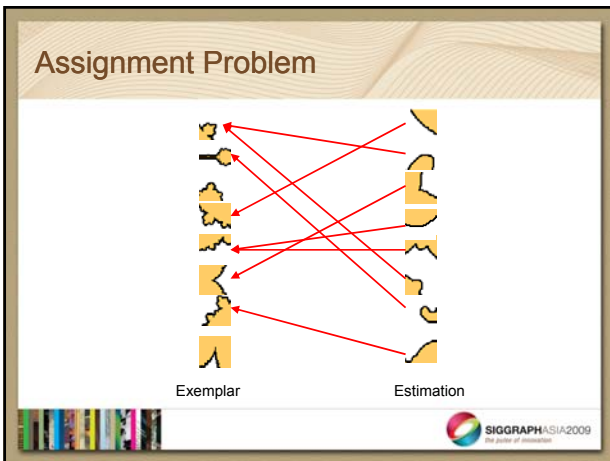 Assignment Problem
Exemplar
Estimation
SIGGRAPHASIA2009
the pulse of innovation